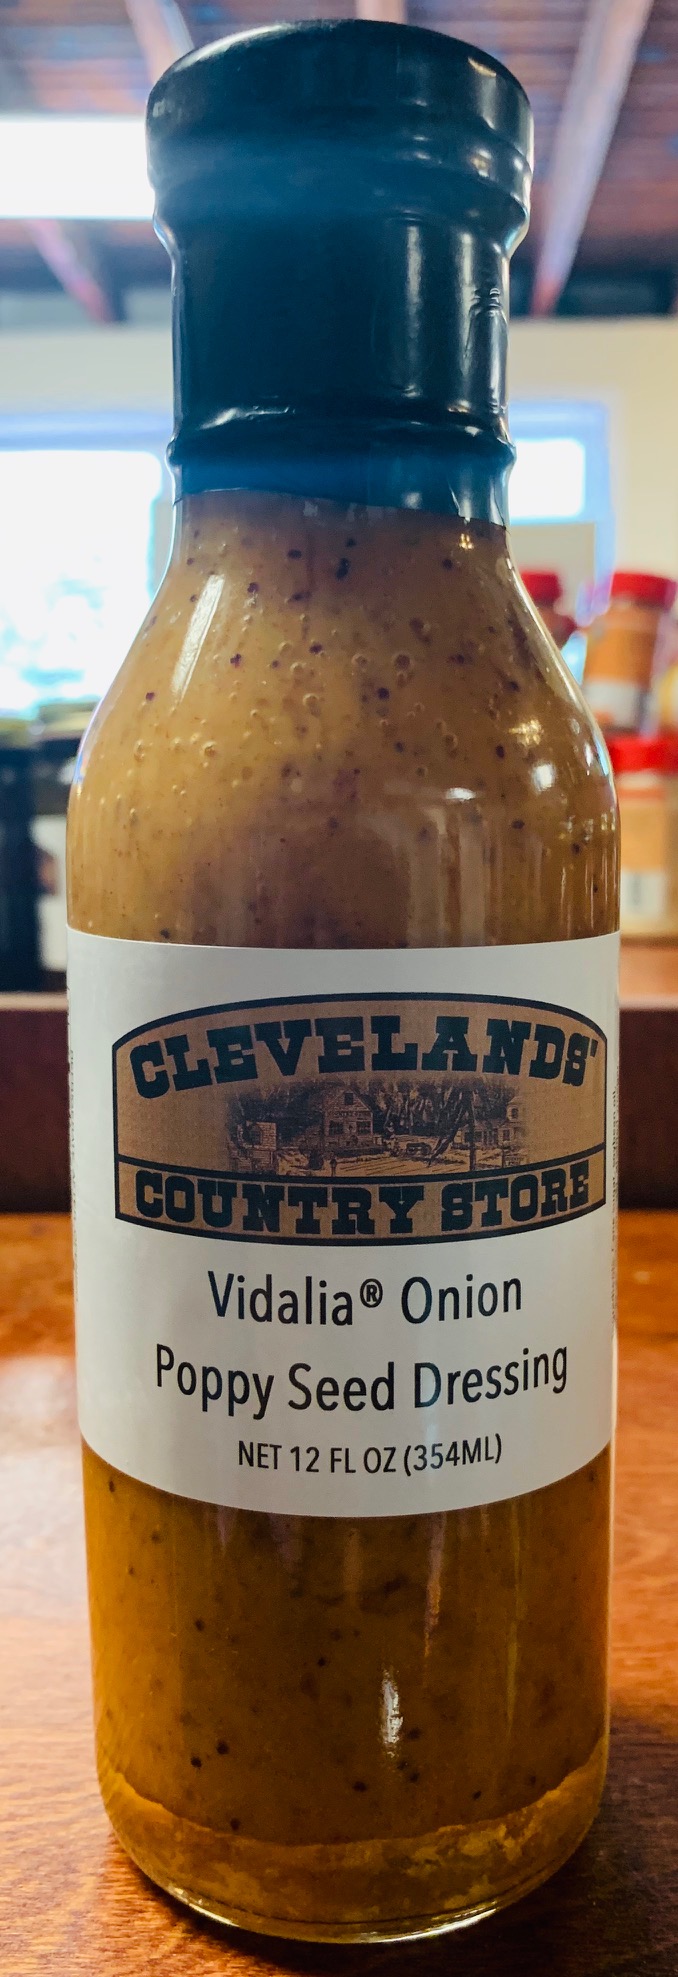 CLEVELANDS'
COUNTRY STORE
Vidalia® Onion
Poppy Seed Dressing
NET 12 FL OZ (354ML)